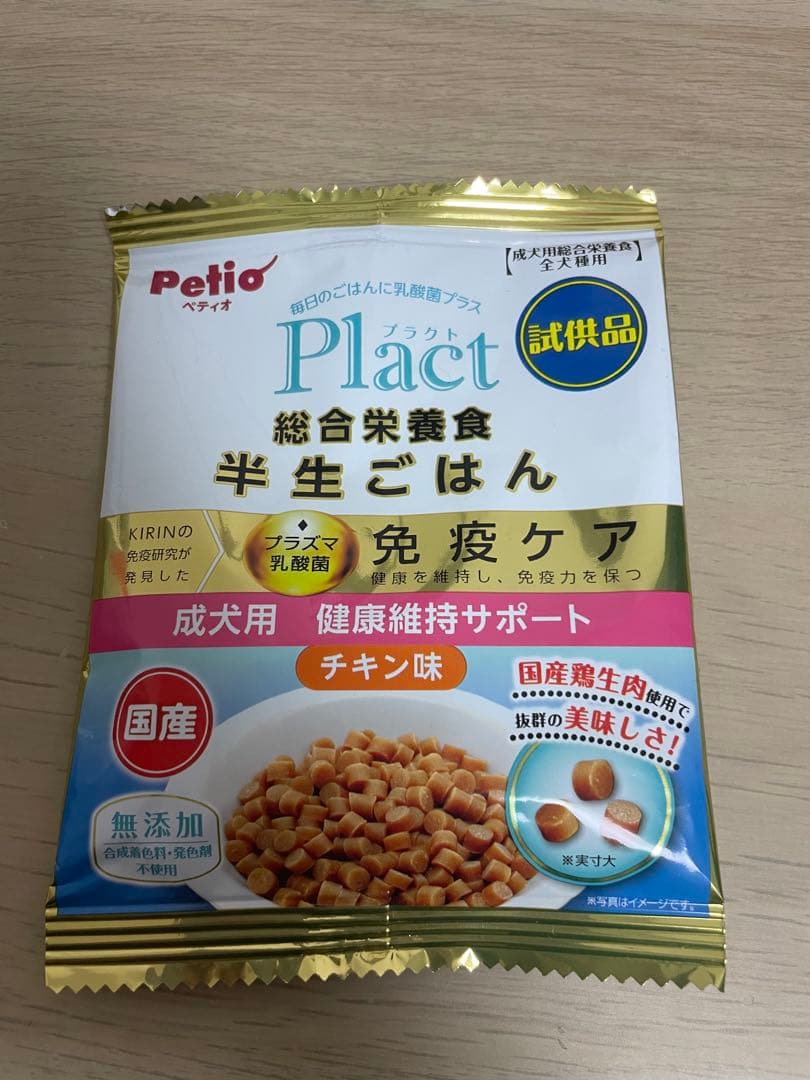 Petio
ペティオ
【成犬用総合栄養食】
全犬種用
毎日のごはんに乳酸菌プラス
プラクト
Plact
試供品
総合栄養食
半生ごはん
KIRINの
免疫研究が
発見した
プラズマ
乳酸菌
免疫ケア
健康を維持し、免疫力を保つ
成犬用 健康維持サポート
チキン味
国産
国産鶏生肉使用で
抜群の美味しさ!
無添加
合成着色料・発色剤
不使用
※実寸大
※写真はイメージです。